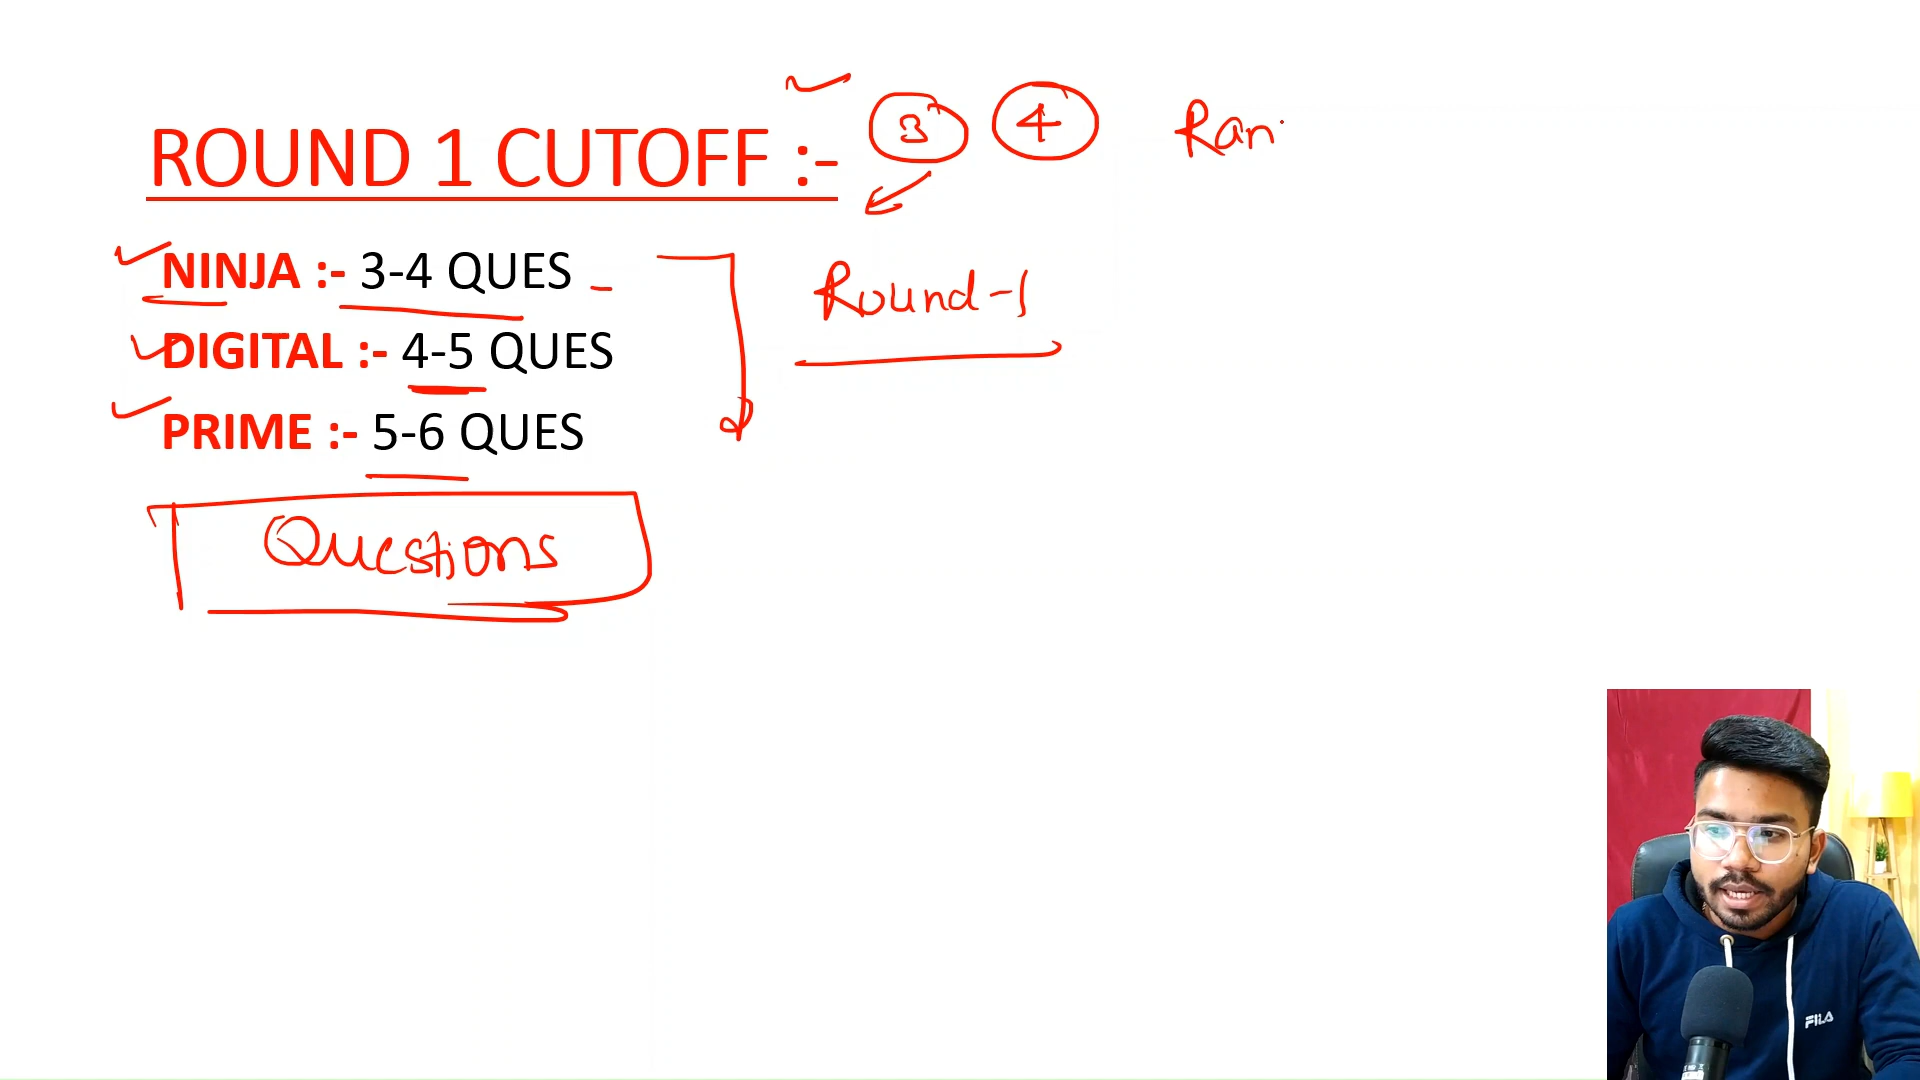 ROUND 1 CUTOFF :- 3 4 Ran
NINJA :- 3-4 QUES
Round-1
DIGITAL :- 4-5 QUES
PRIME :- 5-6 QUES
Questions
FILA